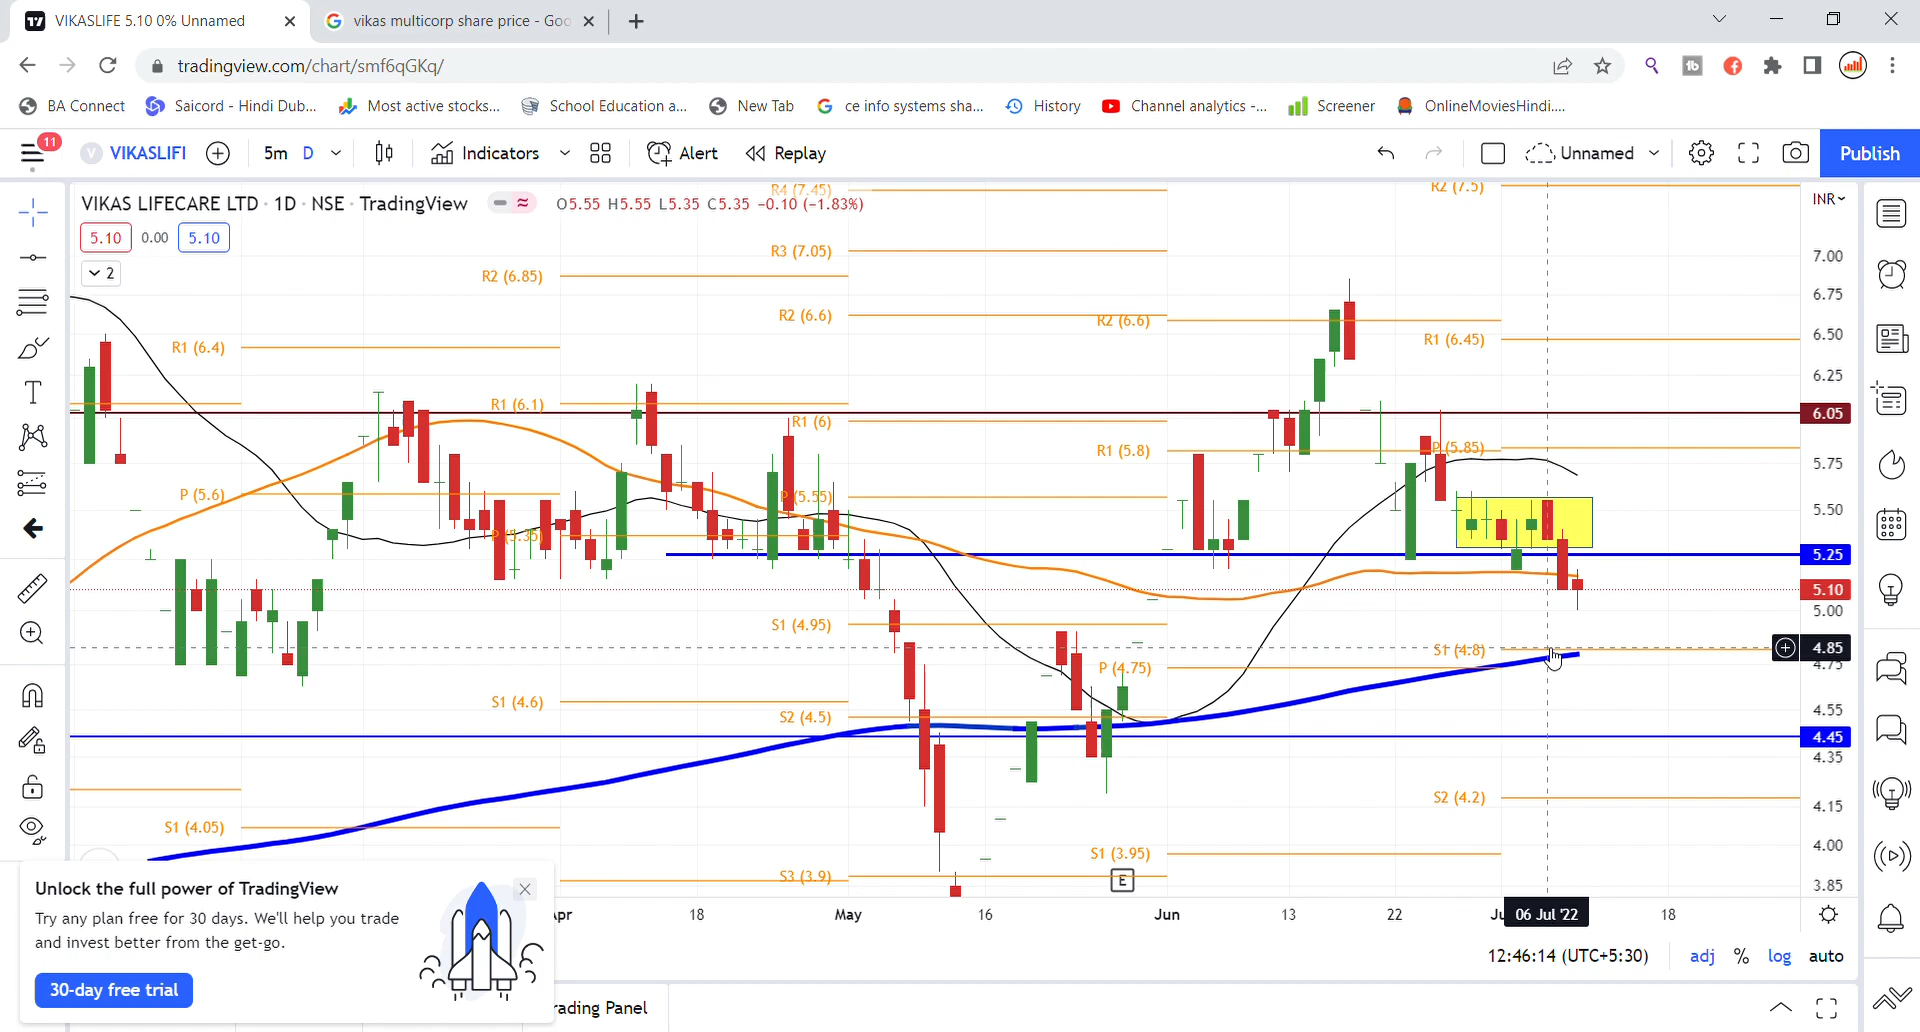 VIKASLIFE 5.10 0% Unnamed
vikas multicorp share price - Goo
tradingview.com/chart/smf6qGKq/
BA Connect
Saicord - Hindi Dub...
Most active stocks...
School Education a...
New Tab
ce info systems sha...
History
Channel analytics -...
Screener
OnlineMoviesHindi....
11
VIKASLIFI
5m D
Indicators
Alert
Replay
Unnamed
Publish
VIKAS LIFECARE LTD · 1D · NSE · TradingView
O5.55 H5.55 L5.35 C5.35 −0.10 (−1.83%)
INR
5.10 0.00 5.10
2
R4 (7.45)
R2 (7.5)
R3 (7.05)
R2 (6.85)
R2 (6.6)
R2 (6.6)
R1 (6.45)
R1 (6.4)
R1 (6.1)
R1 (6)
R1 (5.8)
P (5.85)
P (5.6)
P (5.55)
P (5.35)
S1 (4.95)
S1 (4.8)
P (4.75)
S1 (4.6)
S2 (4.5)
S2 (4.2)
S1 (4.05)
S1 (3.95)
S3 (3.9)
E
7.00
6.75
6.50
6.25
6.05
5.75
5.50
5.25
5.10
5.00
4.85
4.75
4.55
4.45
4.35
4.15
4.00
3.85
Apr
18
May
16
Jun
13
22
06 Jul '22
18
Unlock the full power of TradingView
Try any plan free for 30 days. We'll help you trade
and invest better from the get-go.
30-day free trial
12:46:14 (UTC+5:30)
adj % log auto
rading Panel